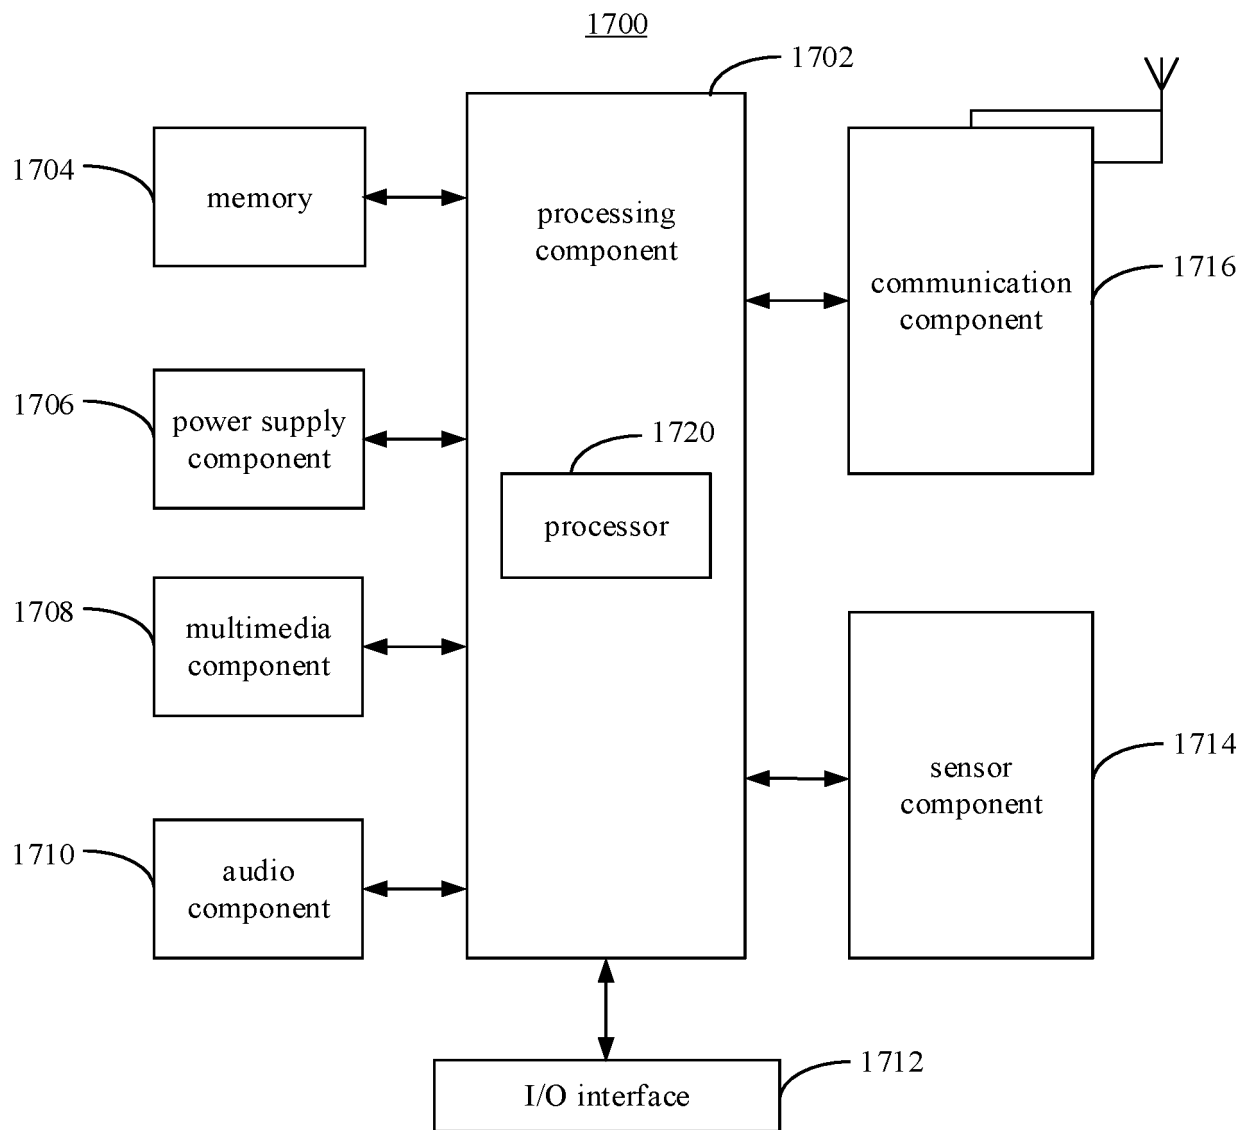 1700
1702
1704
memory
processing
component
communication
component
1716
1706
power supply
component
1720
processor
1708
multimedia
component
sensor
component
1714
1710
audio
component
I/O interface
1712